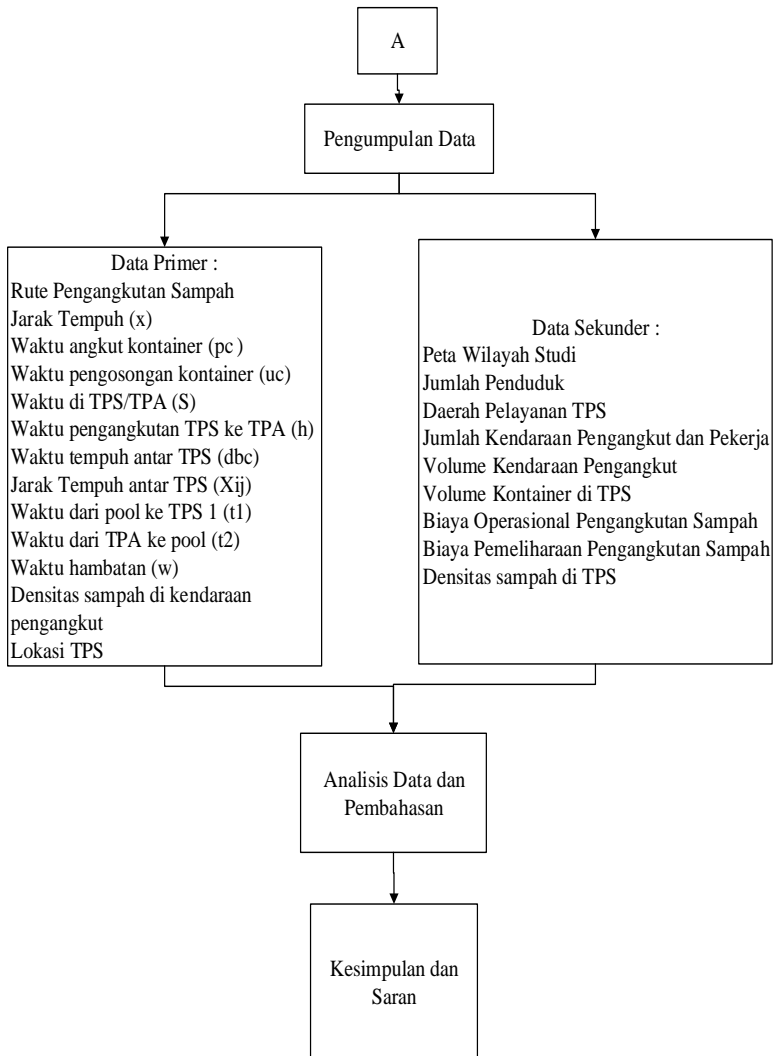 A
Pengumpulan Data
Data Primer :
Rute Pengangkutan Sampah
Jarak Tempuh (x)
Waktu angkut kontainer (pc)
Waktu pengosongan kontainer (uc)
Waktu di TPS/TPA (S)
Waktu pengangkutan TPS ke TPA (h)
Waktu tempuh antar TPS (dbc)
Jarak Tempuh antar TPS (Xij)
Waktu dari pool ke TPS 1 (t1)
Waktu dari TPA ke pool (t2)
Waktu hambatan (w)
Densitas sampah di kendaraan
pengangkut
Lokasi TPS
Data Sekunder :
Peta Wilayah Studi
Jumlah Penduduk
Daerah Pelayanan TPS
Jumlah Kendaraan Pengangkut dan Pekerja
Volume Kendaraan Pengangkut
Volume Kontainer di TPS
Biaya Operasional Pengangkutan Sampah
Biaya Pemeliharaan Pengangkutan Sampah
Densitas sampah di TPS
Analisis Data dan
Pembahasan
Kesimpulan dan
Saran